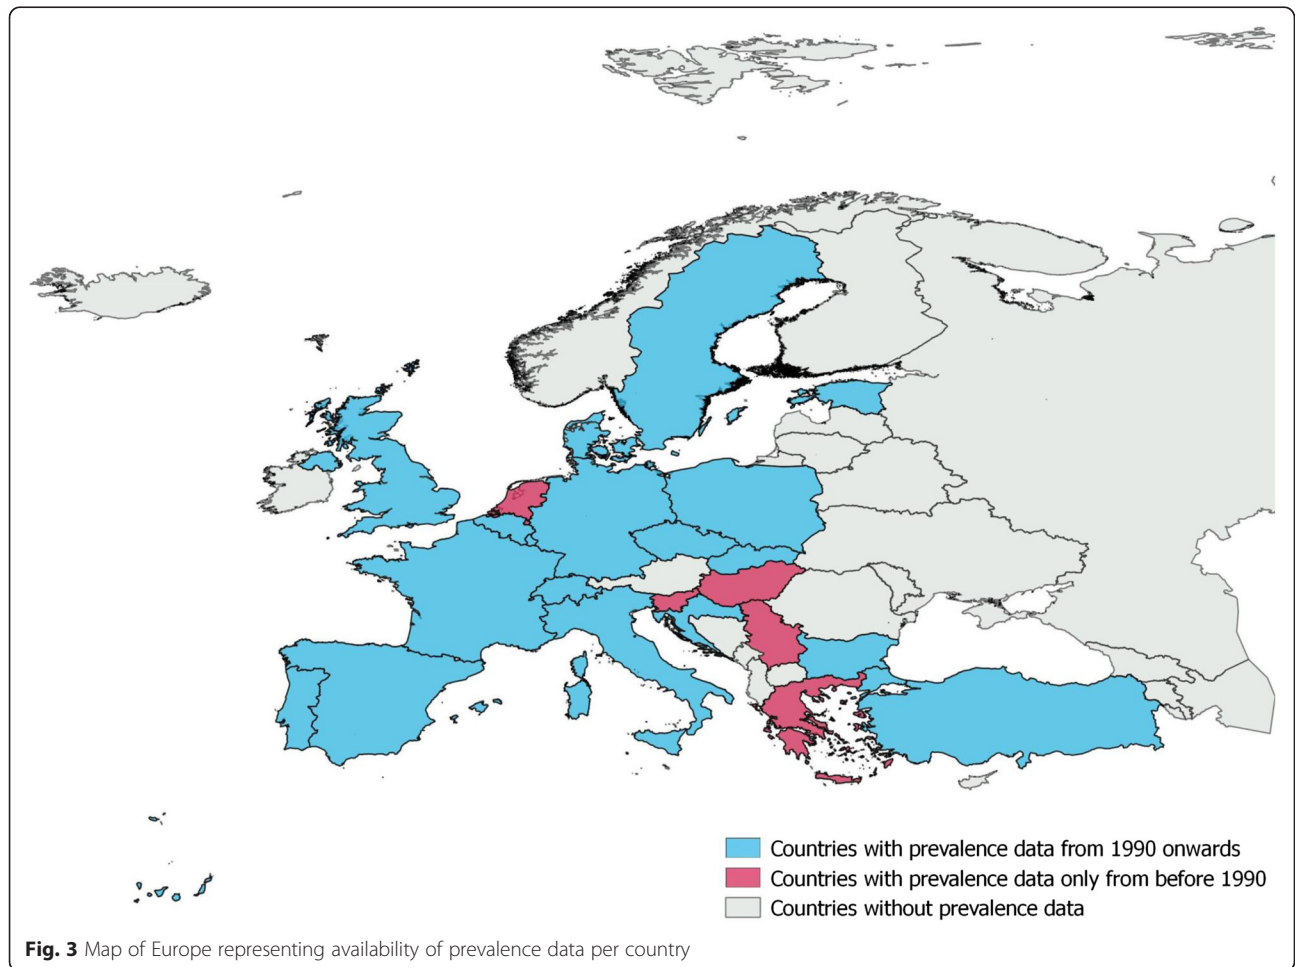 Countries with prevalence data from 1990 onwards
Countries with prevalence data only from before 1990
Countries without prevalence data
Fig. 3 Map of Europe representing availability of prevalence data per country